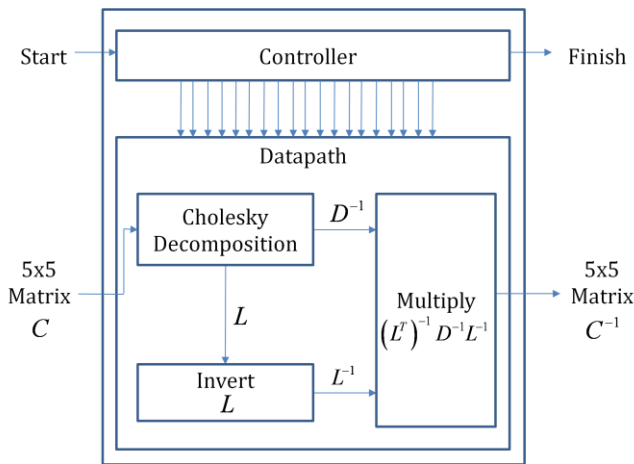 Start
Controller
Finish
Datapath
Cholesky
Decomposition
D⁻¹
5x5
Matrix
C
L
Multiply
(Lᵀ)⁻¹ D⁻¹L⁻¹
5x5
Matrix
C⁻¹
Invert
L
L⁻¹